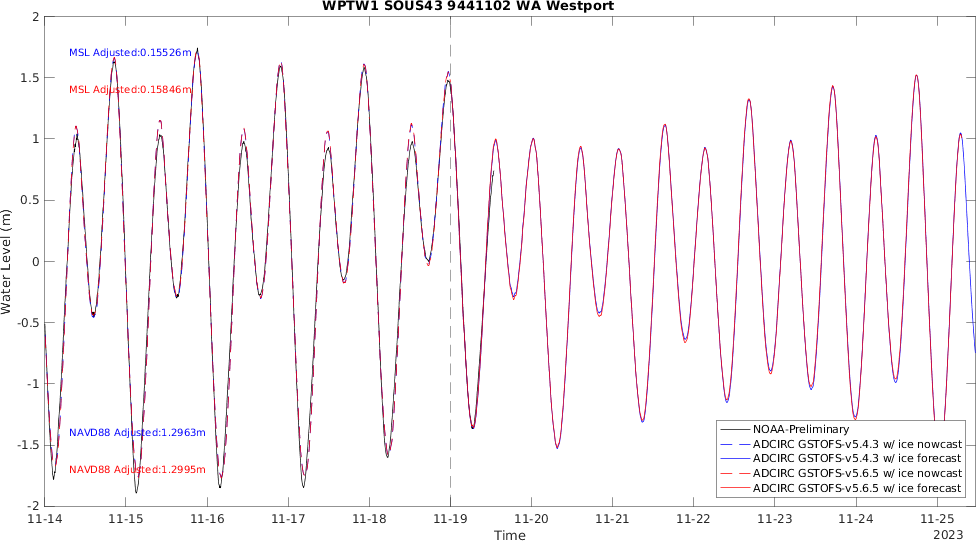 WPTW1 SOUS43 9441102 WA Westport
Water Level (m)
2
1.5
1
0.5
0
-0.5
-1
-1.5
-2
MSL Adjusted:0.15526m
MSL Adjusted:0.15846m
NAVD88 Adjusted:1.2963m
NAVD88 Adjusted:1.2995m
NOAA-Preliminary
ADCIRC GSTOFS-v5.4.3 w/ ice nowcast
ADCIRC GSTOFS-v5.4.3 w/ ice forecast
ADCIRC GSTOFS-v5.6.5 w/ ice nowcast
ADCIRC GSTOFS-v5.6.5 w/ ice forecast
11-14 11-15 11-16 11-17 11-18 11-19 11-20 11-21 11-22 11-23 11-24 11-25
Time
2023